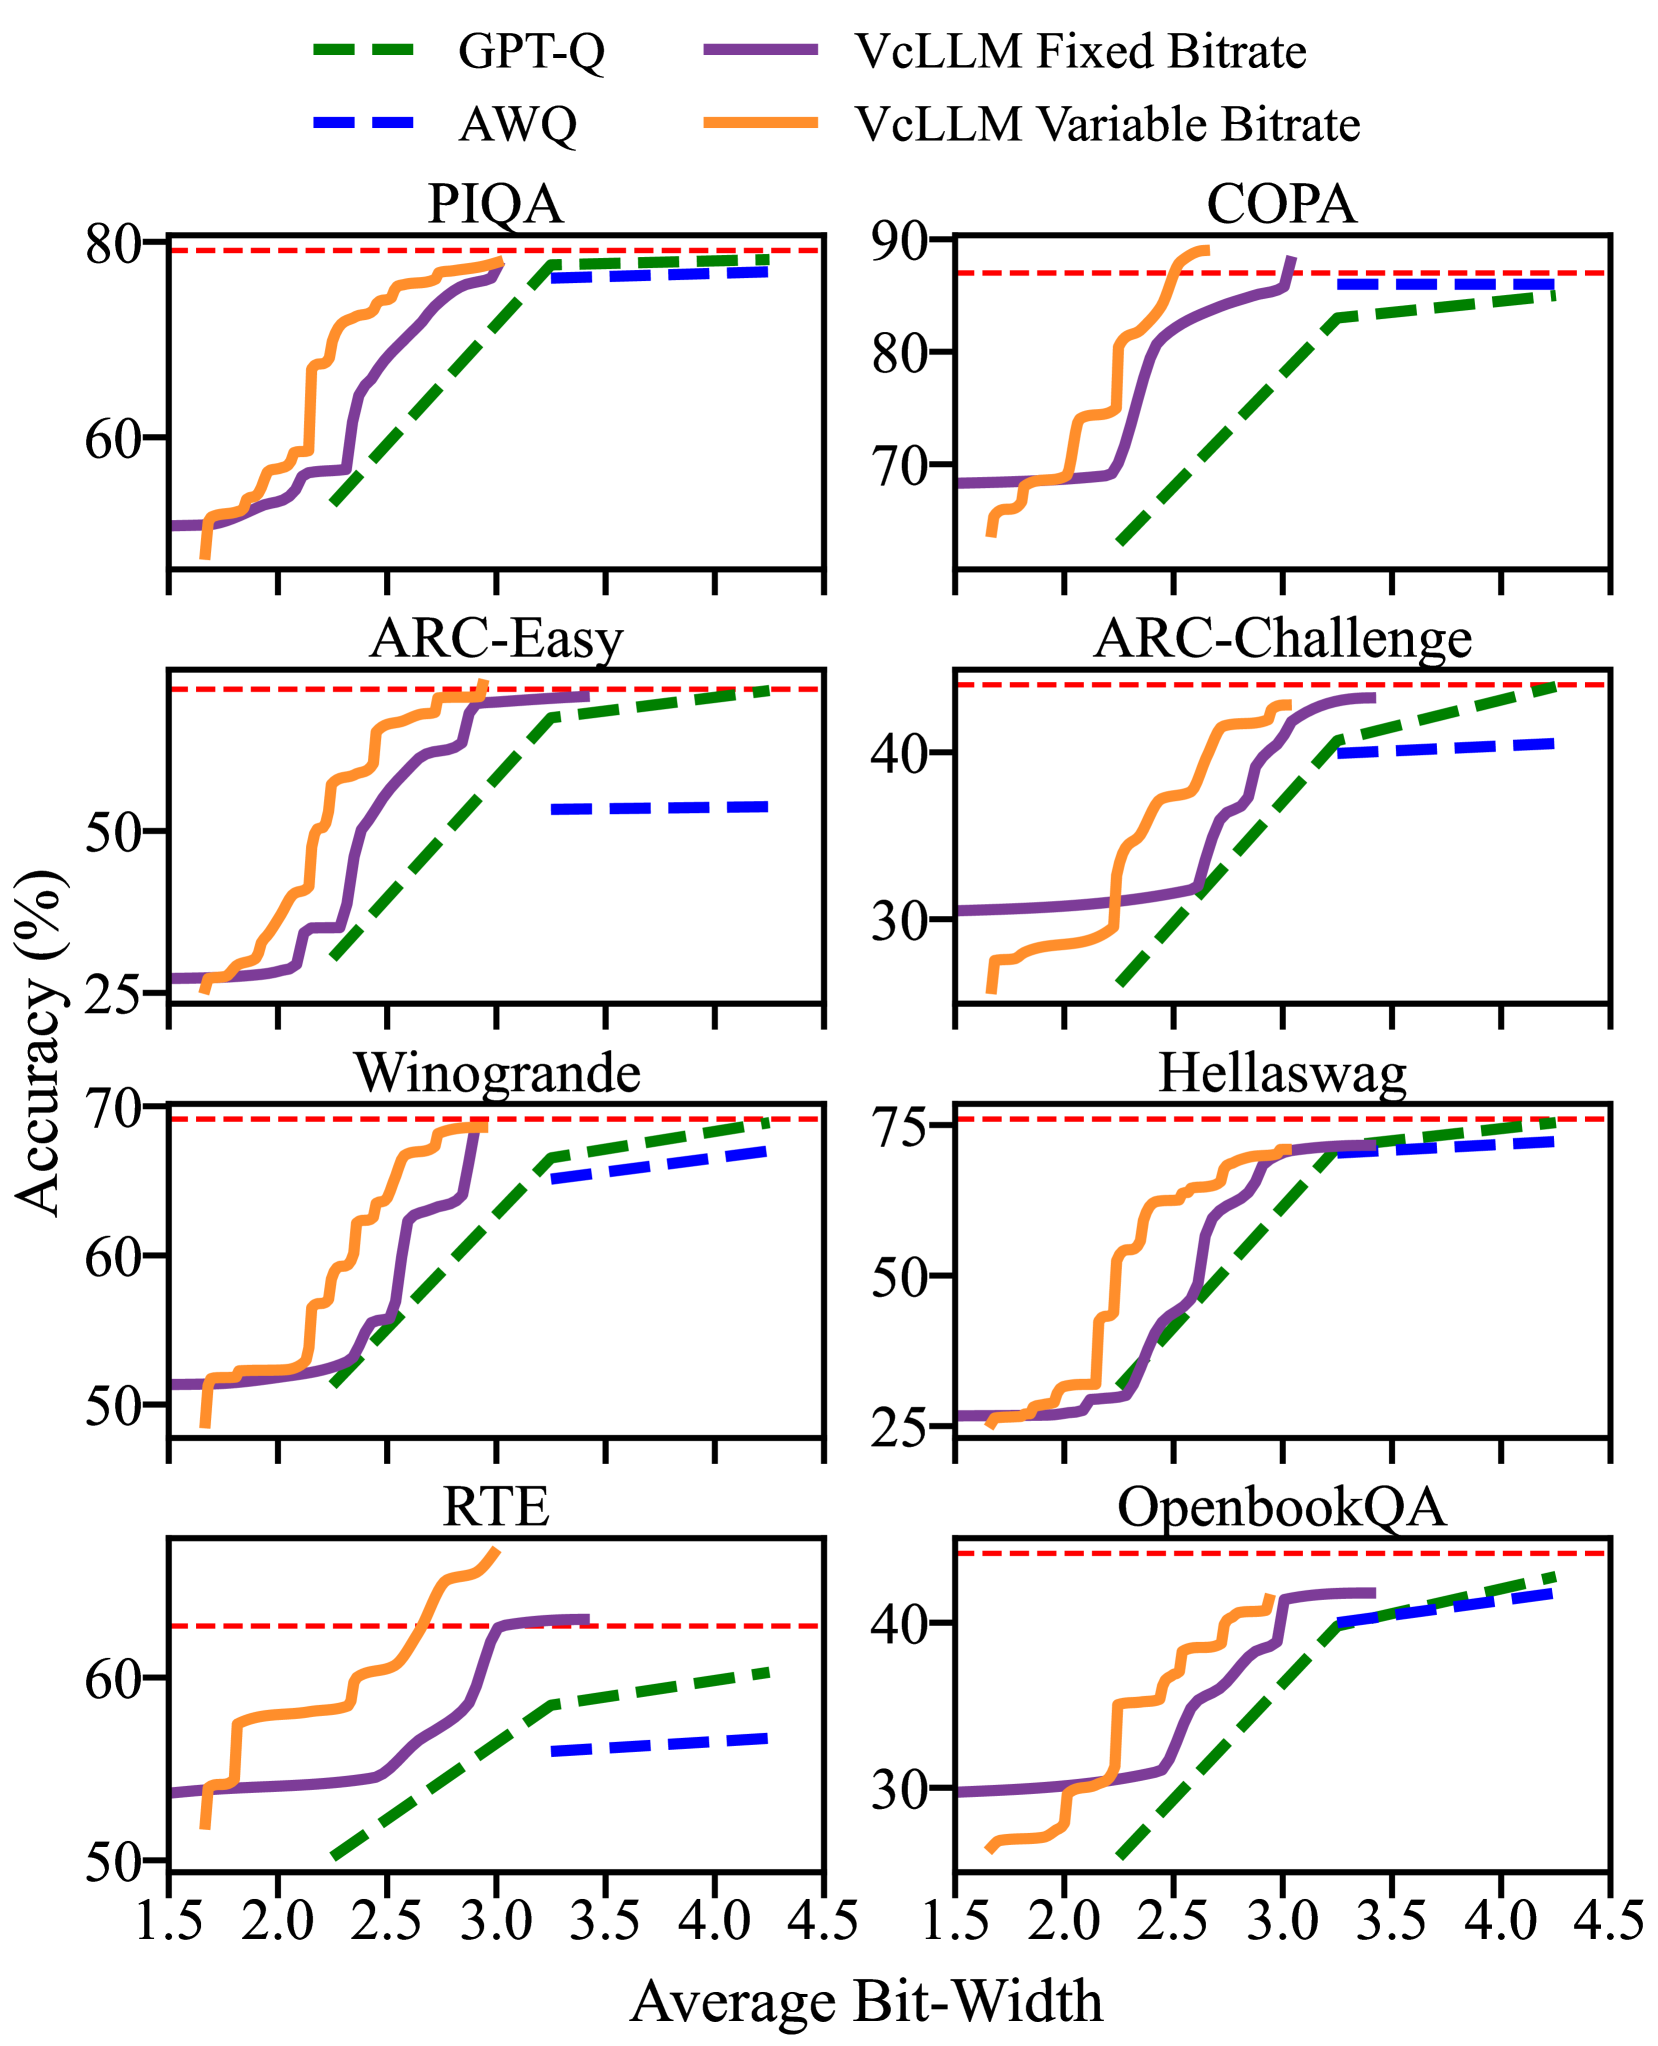 GPT-Q
VcLLM Fixed Bitrate
AWQ
VcLLM Variable Bitrate
PIQA
COPA
80
60
90
80
70
ARC-Easy
ARC-Challenge
50
25
40
30
Winogrande
Hellaswag
70
60
50
75
50
25
RTE
OpenbookQA
60
50
40
30
1.5 2.0 2.5 3.0 3.5 4.0 4.5
1.5 2.0 2.5 3.0 3.5 4.0 4.5
Accuracy (%)
Average Bit-Width